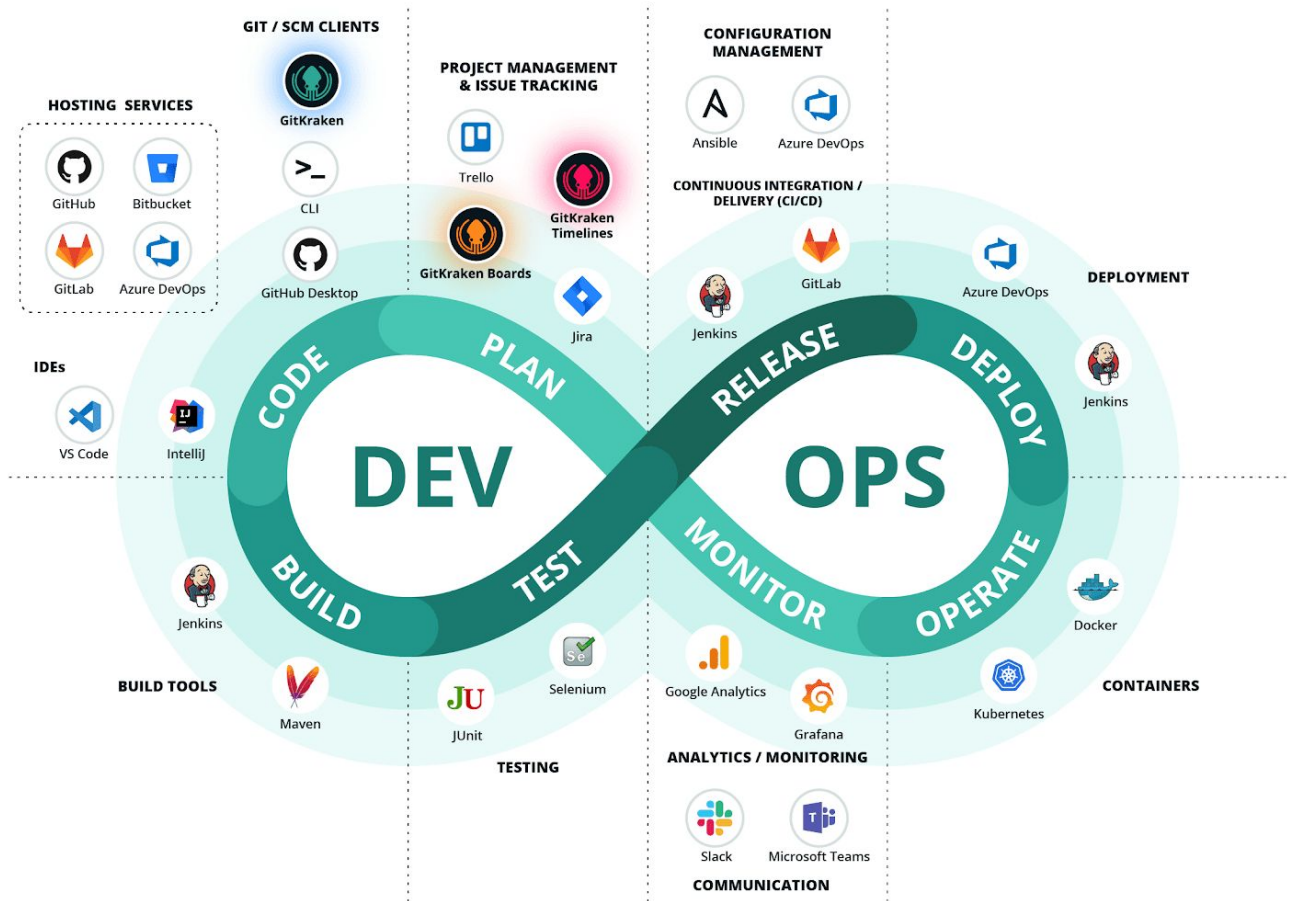 GIT / SCM CLIENTS
GitKraken
CLI
GitHub Desktop
HOSTING SERVICES
GitHub
Bitbucket
GitLab
Azure DevOps
IDEs
VS Code
IntelliJ
PROJECT MANAGEMENT
& ISSUE TRACKING
Trello
GitKraken
Timelines
GitKraken Boards
Jira
CONFIGURATION
MANAGEMENT
Ansible
Azure DevOps
CONTINUOUS INTEGRATION /
DELIVERY (CI/CD)
GitLab
Jenkins
Azure DevOps
DEPLOYMENT
Jenkins
CODE
PLAN
RELEASE
DEPLOY
DEV
OPS
BUILD
TEST
MONITOR
OPERATE
Jenkins
BUILD TOOLS
Maven
JU
JUnit
Se
Selenium
TESTING
Google Analytics
Grafana
ANALYTICS / MONITORING
Slack
Microsoft Teams
COMMUNICATION
Docker
Kubernetes
CONTAINERS
IJ
>_
T